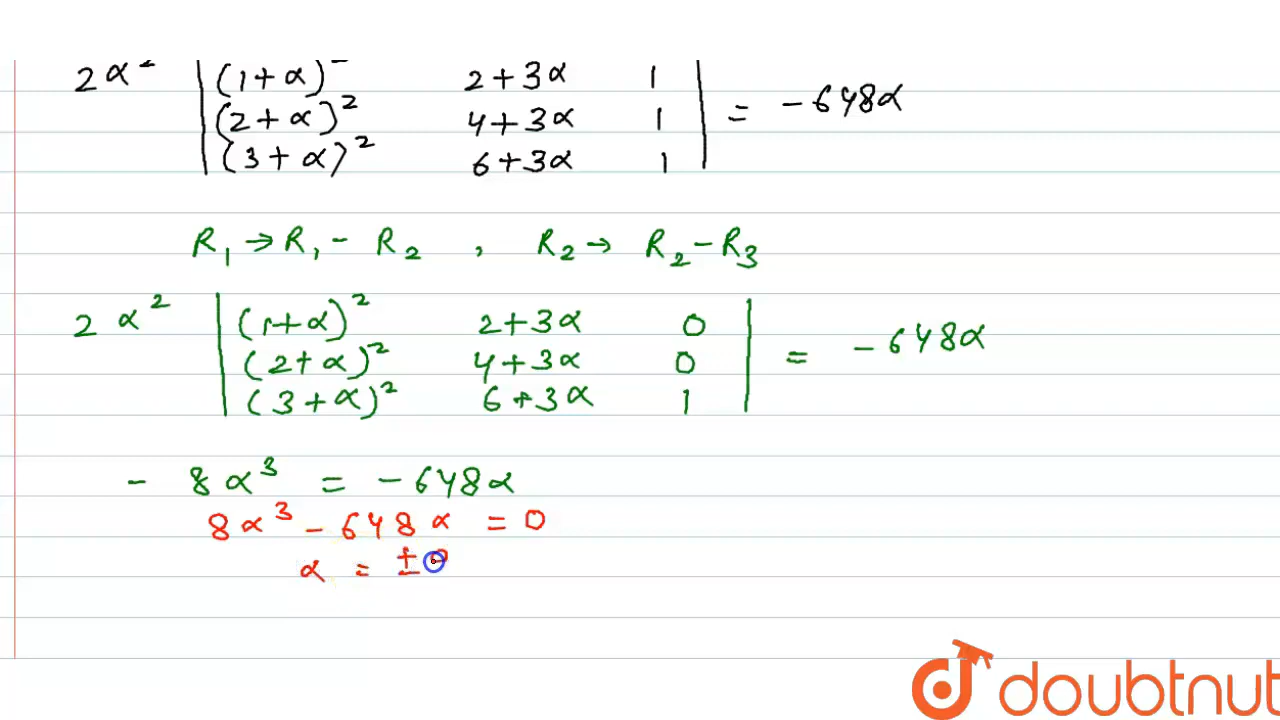 2α² | (1+α)² 2+3α 1 |
| (2+α)² 4+3α 1 | = -648α
| (3+α)² 6+3α 1 |
R₁→R₁-R₂ , R₂→ R₂-R₃
2α² | (1+α)² 2+3α 0 |
| (2+α)² 4+3α 0 | = -648α
| (3+α)² 6+3α 1 |
- 8α³ = -648α
8α³ - 648α = 0
α = ±
doubtnut